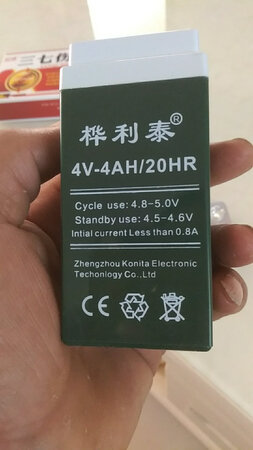 三七
桦利泰®
4V-4AH/20HR
Cycle use: 4.8-5.0V
Standby use: 4.5-4.6V
Intial current Less than 0.8A
Zhengzhou Konita Electronic
Techonlogy Co.,Ltd
CE